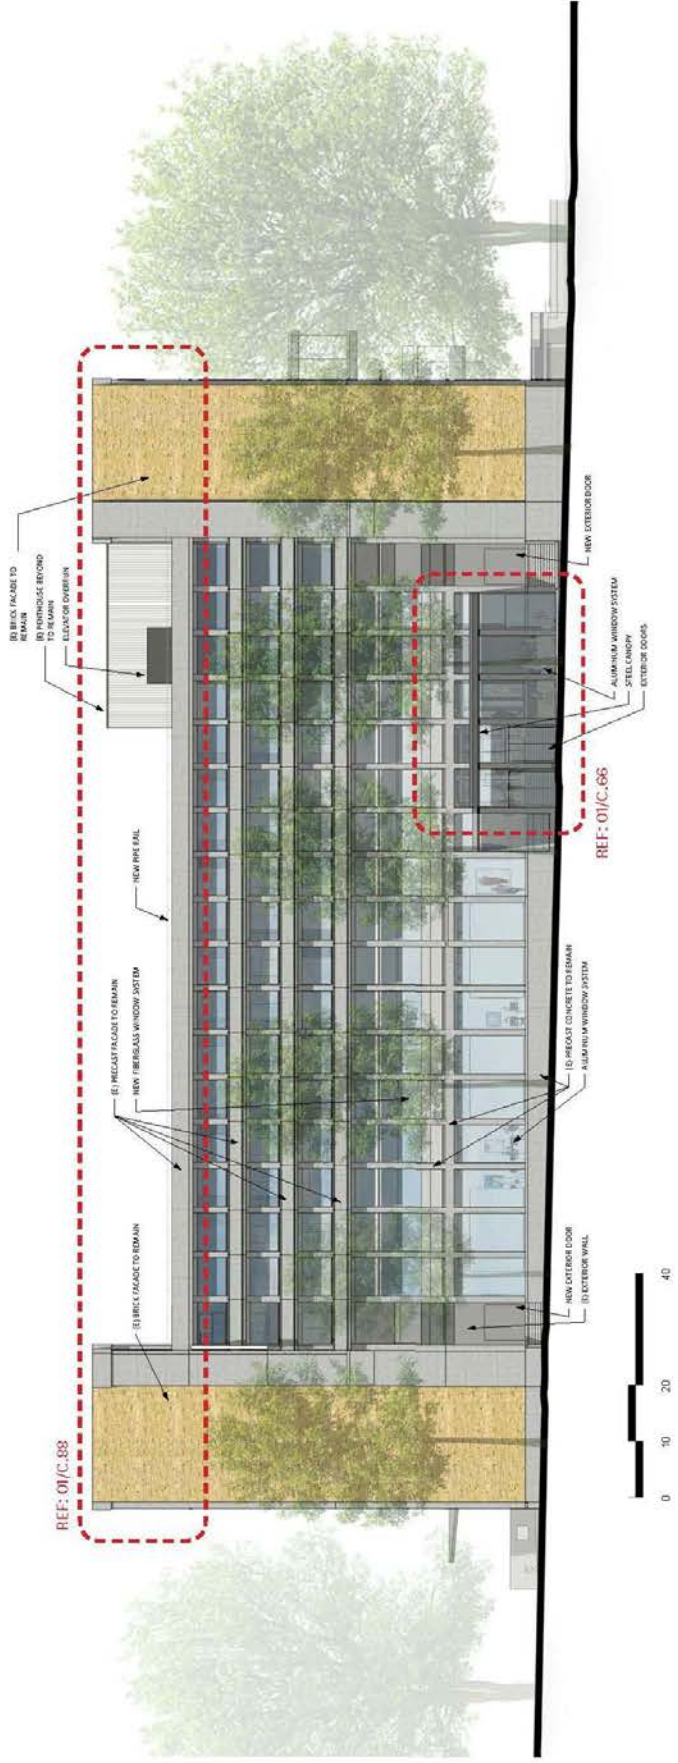 REF: 01/C.88
(E) BRICK FACADE TO REMAIN
(E) PRECAST FACADE TO REMAIN
NEW FIBERGLASS WINDOW SYSTEM
NEW PIPE RAIL
(E) BRICK FACADE TO
REMAIN
(E) PENTHOUSE BEYOND
TO REMAIN
ELEVATOR OVERRUN
NEW EXTERIOR DOOR
(E) EXTERIOR WALL
(E) PRECAST CONCRETE TO REMAIN
ALUMINUM WINDOW SYSTEM
REF: 01/C.66
ALUMINUM WINDOW SYSTEM
STEEL CANOPY
EXTERIOR DOORS
NEW EXTERIOR DOOR
0 10 20 40